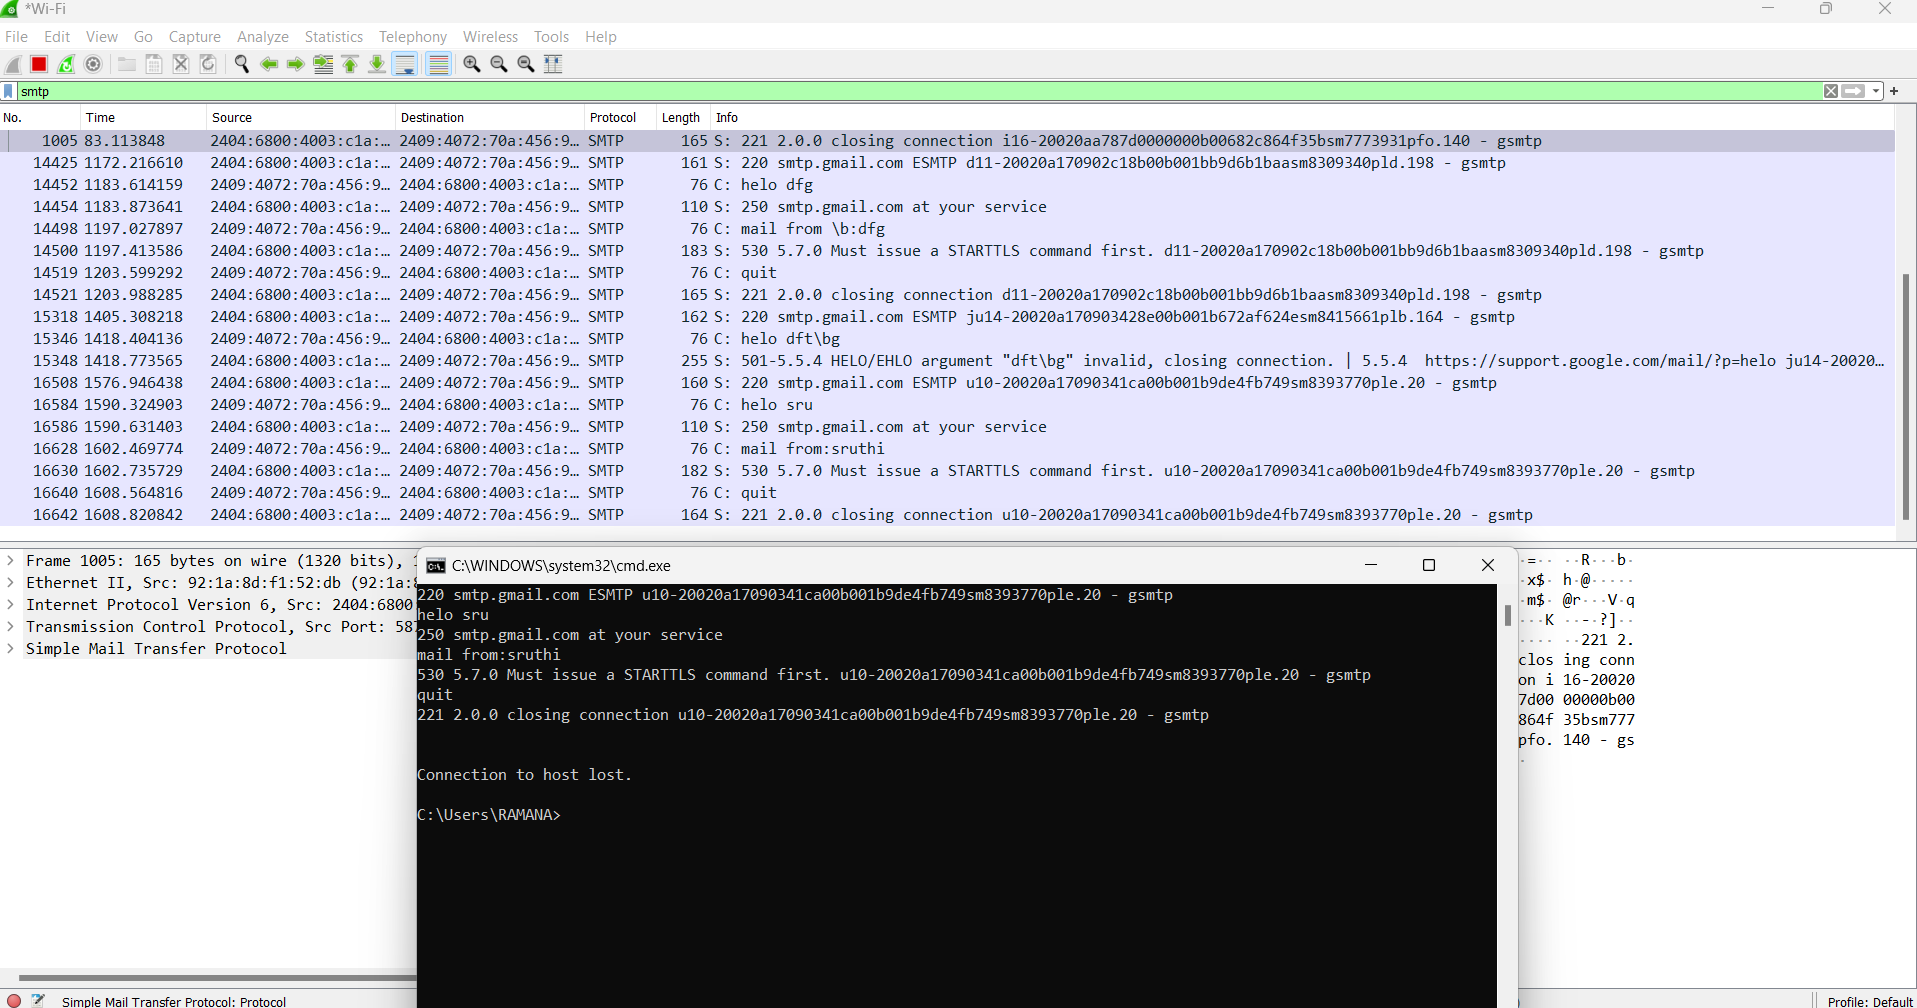 *Wi-Fi
File Edit View Go Capture Analyze Statistics Telephony Wireless Tools Help
smtp
No. Time Source Destination Protocol Length Info
1005 83.113848 2404:6800:4003:c1a:… 2409:4072:70a:456:9… SMTP 165 S: 221 2.0.0 closing connection i16-20020aa787d0000000b00682c864f35bsm7773931pfo.140 - gsmtp
14425 1172.216610 2404:6800:4003:c1a:… 2409:4072:70a:456:9… SMTP 161 S: 220 smtp.gmail.com ESMTP d11-20020a170902c18b00b001bb9d6b1baasm8309340pld.198 - gsmtp
14452 1183.614159 2409:4072:70a:456:9… 2404:6800:4003:c1a:… SMTP 76 C: helo dfg
14454 1183.873641 2404:6800:4003:c1a:… 2409:4072:70a:456:9… SMTP 110 S: 250 smtp.gmail.com at your service
14498 1197.027897 2409:4072:70a:456:9… 2404:6800:4003:c1a:… SMTP 76 C: mail from \b:dfg
14500 1197.413586 2404:6800:4003:c1a:… 2409:4072:70a:456:9… SMTP 183 S: 530 5.7.0 Must issue a STARTTLS command first. d11-20020a170902c18b00b001bb9d6b1baasm8309340pld.198 - gsmtp
14519 1203.599292 2409:4072:70a:456:9… 2404:6800:4003:c1a:… SMTP 76 C: quit
14521 1203.988285 2404:6800:4003:c1a:… 2409:4072:70a:456:9… SMTP 165 S: 221 2.0.0 closing connection d11-20020a170902c18b00b001bb9d6b1baasm8309340pld.198 - gsmtp
15318 1405.308218 2404:6800:4003:c1a:… 2409:4072:70a:456:9… SMTP 162 S: 220 smtp.gmail.com ESMTP ju14-20020a170903428e00b001b672af624esm8415661plb.164 - gsmtp
15346 1418.404136 2409:4072:70a:456:9… 2404:6800:4003:c1a:… SMTP 76 C: helo dft\bg
15348 1418.773565 2404:6800:4003:c1a:… 2409:4072:70a:456:9… SMTP 255 S: 501-5.5.4 HELO/EHLO argument "dft\bg" invalid, closing connection. | 5.5.4 https://support.google.com/mail/?p=helo ju14-20020…
16508 1576.946438 2404:6800:4003:c1a:… 2409:4072:70a:456:9… SMTP 160 S: 220 smtp.gmail.com ESMTP u10-20020a17090341ca00b001b9de4fb749sm8393770ple.20 - gsmtp
16584 1590.324903 2409:4072:70a:456:9… 2404:6800:4003:c1a:… SMTP 76 C: helo sru
16586 1590.631403 2404:6800:4003:c1a:… 2409:4072:70a:456:9… SMTP 110 S: 250 smtp.gmail.com at your service
16628 1602.469774 2409:4072:70a:456:9… 2404:6800:4003:c1a:… SMTP 76 C: mail from:sruthi
16630 1602.735729 2404:6800:4003:c1a:… 2409:4072:70a:456:9… SMTP 182 S: 530 5.7.0 Must issue a STARTTLS command first. u10-20020a17090341ca00b001b9de4fb749sm8393770ple.20 - gsmtp
16640 1608.564816 2409:4072:70a:456:9… 2404:6800:4003:c1a:… SMTP 76 C: quit
16642 1608.820842 2404:6800:4003:c1a:… 2409:4072:70a:456:9… SMTP 164 S: 221 2.0.0 closing connection u10-20020a17090341ca00b001b9de4fb749sm8393770ple.20 - gsmtp
Frame 1005: 165 bytes on wire (1320 bits),
Ethernet II, Src: 92:1a:8d:f1:52:db (92:1a:
Internet Protocol Version 6, Src: 2404:6800
Transmission Control Protocol, Src Port: 58
Simple Mail Transfer Protocol
C:\WINDOWS\system32\cmd.exe
220 smtp.gmail.com ESMTP u10-20020a17090341ca00b001b9de4fb749sm8393770ple.20 - gsmtp
helo sru
250 smtp.gmail.com at your service
mail from:sruthi
530 5.7.0 Must issue a STARTTLS command first. u10-20020a17090341ca00b001b9de4fb749sm8393770ple.20 - gsmtp
quit
221 2.0.0 closing connection u10-20020a17090341ca00b001b9de4fb749sm8393770ple.20 - gsmtp
Connection to host lost.
C:\Users\RAMANA>
·=·· ··R···b·
·x$· h·@·····
·m$· @r···V·q
···K ··-·?]··
···· ··221 2.
clos ing conn
on i 16-20020
7d00 00000b00
864f 35bsm777
pfo. 140 - gs
·
Simple Mail Transfer Protocol: Protocol
Profile: Default